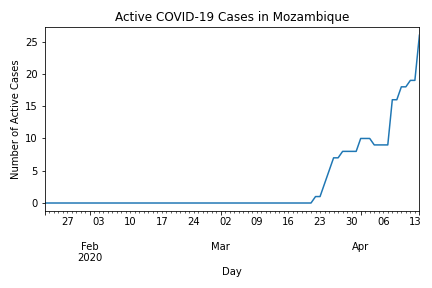 Active COVID-19 Cases in Mozambique
Number of Active Cases
25
20
15
10
5
0
27 03 10 17 24 02 09 16 23 30 06 13
Feb Mar Apr
2020
Day